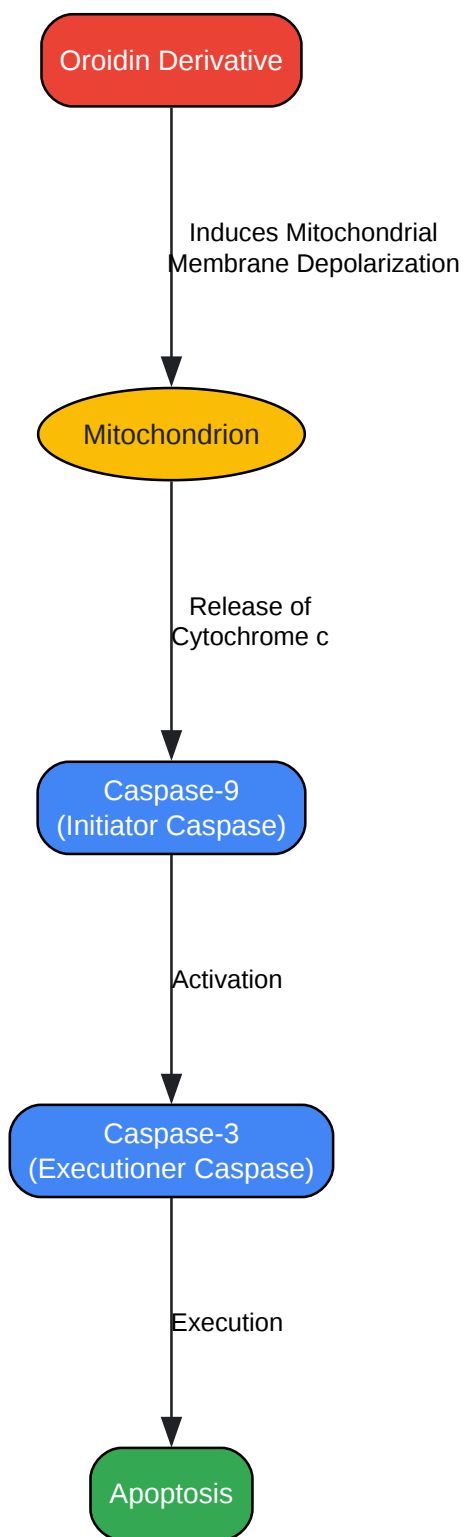 Oroidin Derivative
Induces Mitochondrial
Membrane Depolarization
Mitochondrion
Release of
Cytochrome c
Caspase-9
(Initiator Caspase)
Activation
Caspase-3
(Executioner Caspase)
Execution
Apoptosis